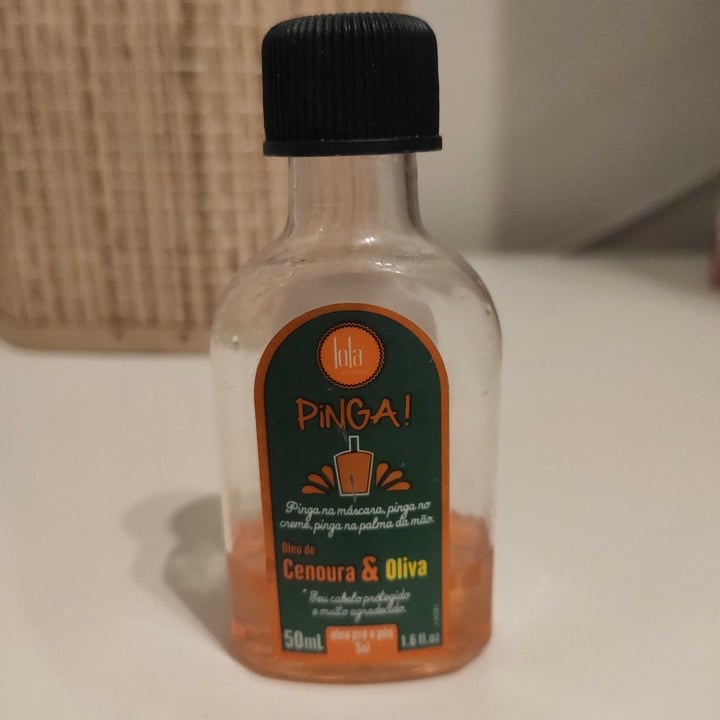 lola
PiNGA!
Pinga na máscara, pinga no
creme, pinga na palma da mão.
Óleo de
Cenoura & Oliva
Seu cabelo protegido
e muito agradecido.
50mL
óleo pré e pós
Sol
1.6 fl.oz